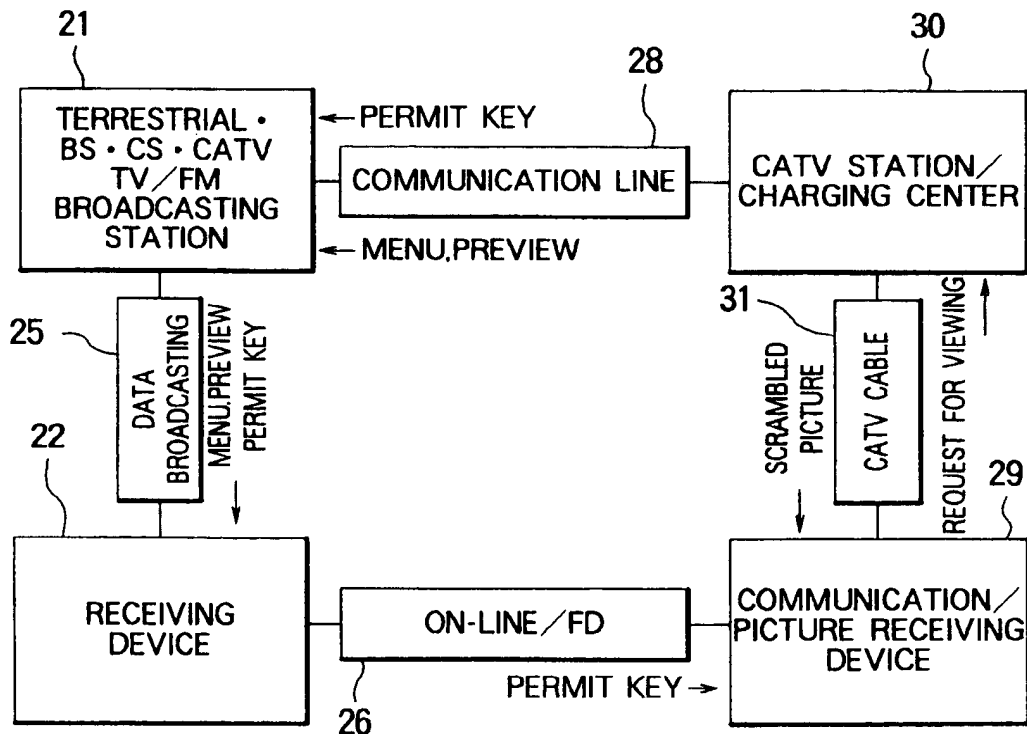 21
30
28
TERRESTRIAL・
BS・CS・CATV
TV/FM
BROADCASTING
STATION
PERMIT KEY
COMMUNICATION LINE
MENU,PREVIEW
CATV STATION/
CHARGING CENTER
25
DATA
BROADCASTING
MENU,PREVIEW
PERMIT KEY
31
SCRAMBLED
PICTURE
CATV CABLE
REQUEST FOR VIEWING
22
29
RECEIVING
DEVICE
ON-LINE/FD
26
PERMIT KEY
COMMUNICATION/
PICTURE RECEIVING
DEVICE